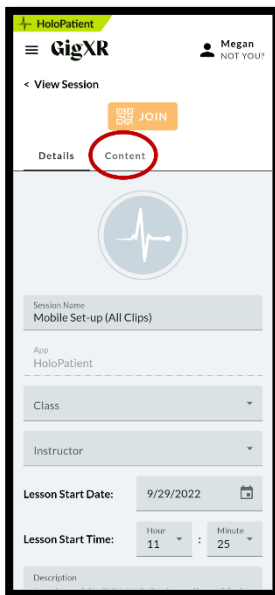 HoloPatient
GigXR
Megan
NOT YOU?
< View Session
JOIN
Details Content
Session Name
Mobile Set-up (All Clips)
App
HoloPatient
Class
Instructor
Lesson Start Date: 9/29/2022
Lesson Start Time: Hour 11 : Minute 25
Description